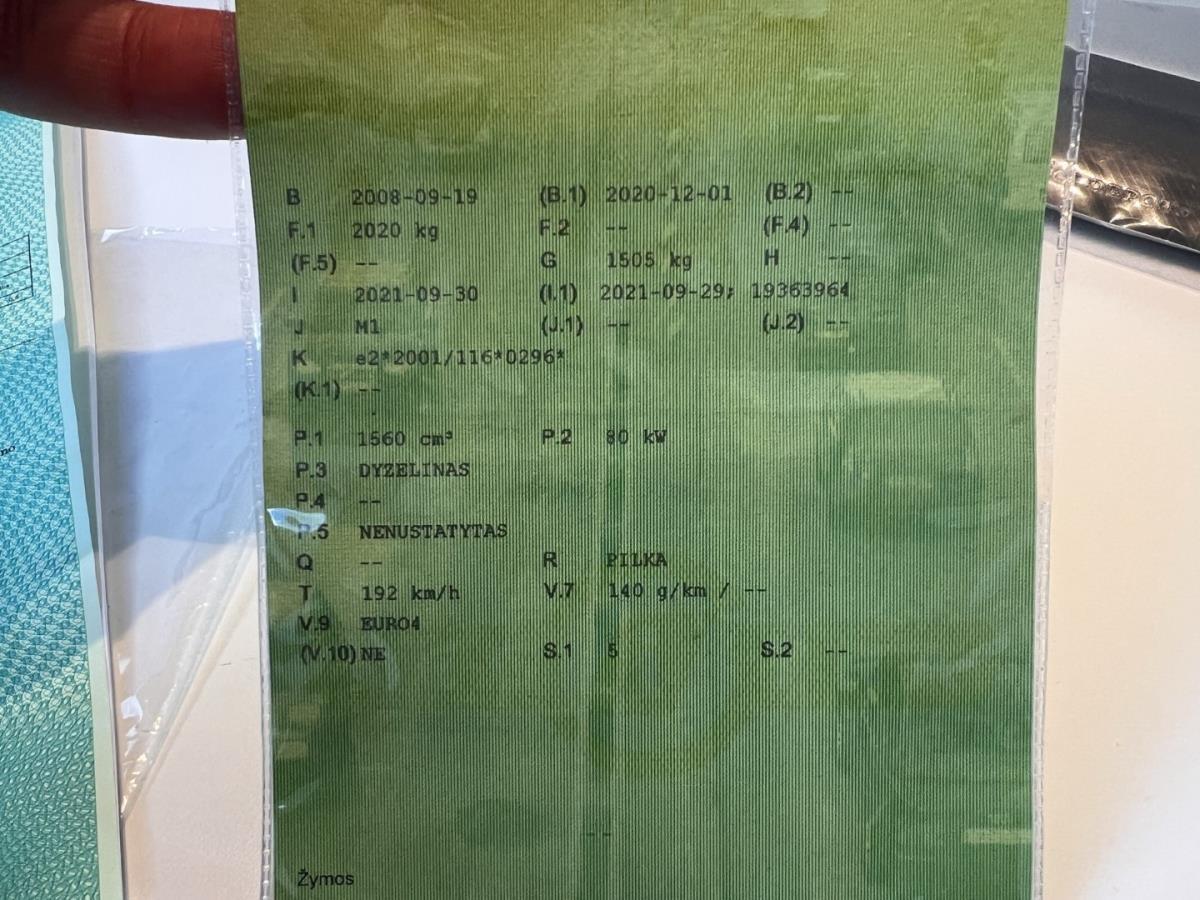 B 2008-09-19 (B.1) 2020-12-01 (B.2) --
F.1 2020 kg F.2 -- (F.4) --
(F.5) -- G 1505 kg H --
I 2021-09-30 (I.1) 2021-09-29; 19363964
J M1 (J.1) -- (J.2) --
K e2*2001/116*0296*
(K.1) --
P.1 1560 cm³ P.2 80 kW
P.3 DYZELINAS
P.4 --
P.5 NENUSTATYTAS
Q -- R PILKA
T 192 km/h V.7 140 g/km / --
V.9 EURO4
(V.10) NE S.1 5 S.2 --
--
Žymos